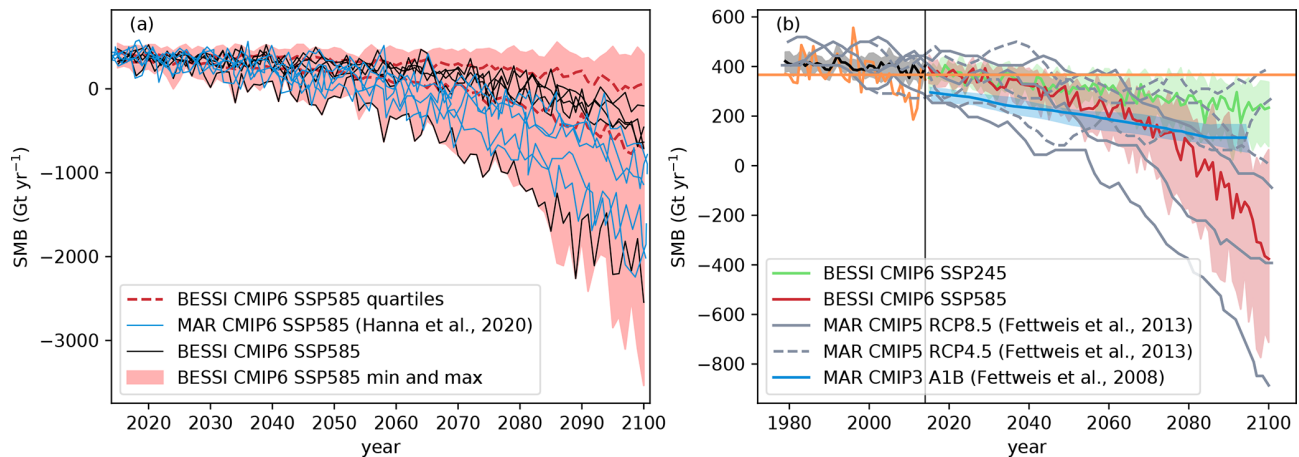 (a)
0
−1000
−2000
−3000
SMB (Gt yr⁻¹)
BESSI CMIP6 SSP585 quartiles
MAR CMIP6 SSP585 (Hanna et al., 2020)
BESSI CMIP6 SSP585
BESSI CMIP6 SSP585 min and max
2020 2030 2040 2050 2060 2070 2080 2090 2100
year
(b)
600
400
200
0
−200
−400
−600
−800
SMB (Gt yr⁻¹)
BESSI CMIP6 SSP245
BESSI CMIP6 SSP585
MAR CMIP5 RCP8.5 (Fettweis et al., 2013)
MAR CMIP5 RCP4.5 (Fettweis et al., 2013)
MAR CMIP3 A1B (Fettweis et al., 2008)
1980 2000 2020 2040 2060 2080 2100
year